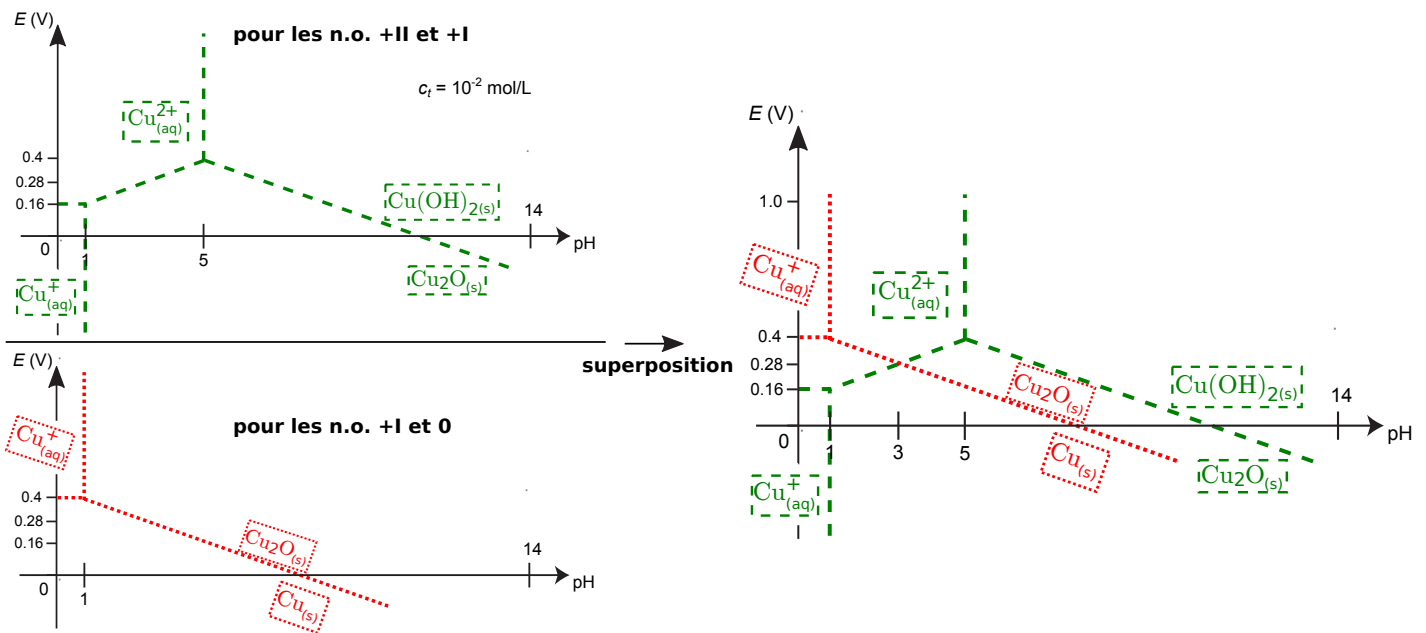 E (V)
pour les n.o. +II et +I
cₜ = 10⁻² mol/L
Cu²⁺(aq)
0.4
0.28
0.16
Cu(OH)₂(s)
14
0
1
5
pH
Cu⁺(aq)
Cu₂O(s)
E (V)
pour les n.o. +I et 0
Cu⁺(aq)
0.4
0.28
0.16
Cu₂O(s)
14
0
1
pH
Cu(s)
superposition
E (V)
1.0
Cu⁺(aq)
Cu²⁺(aq)
0.4
0.28
0.16
Cu₂O(s)
Cu(OH)₂(s)
14
0
1
3
5
pH
Cu(s)
Cu⁺(aq)
Cu₂O(s)